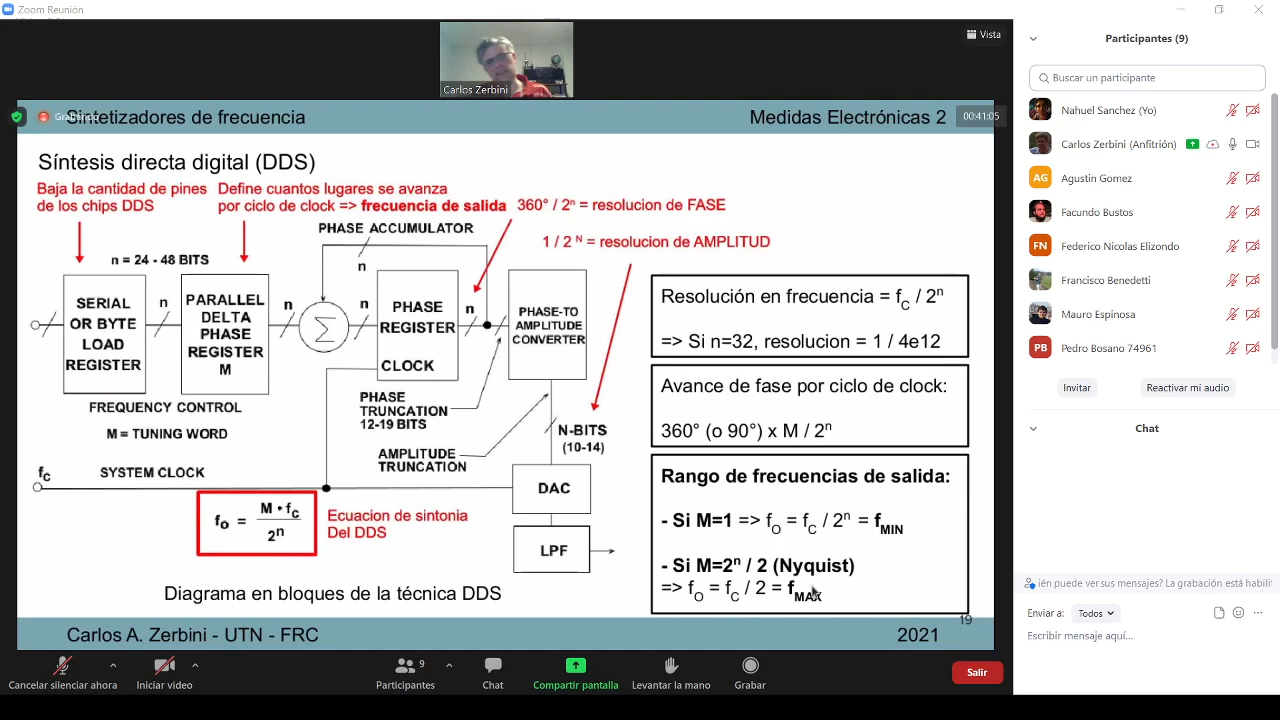 Zoom Reunión
Vista
Carlos Zerbini
Sintetizadores de frecuencia
Medidas Electrónicas 2
00:41:05
Síntesis directa digital (DDS)
Baja la cantidad de pines
de los chips DDS
Define cuantos lugares se avanza
por ciclo de clock => frecuencia de salida
360° / 2ⁿ = resolucion de FASE
1 / 2 ᴺ = resolucion de AMPLITUD
PHASE ACCUMULATOR
n = 24 - 48 BITS
n
SERIAL
OR BYTE
LOAD
REGISTER
n
PARALLEL
DELTA
PHASE
REGISTER
M
n
Σ
n
PHASE
REGISTER
CLOCK
n
PHASE-TO
AMPLITUDE
CONVERTER
FREQUENCY CONTROL
M = TUNING WORD
PHASE
TRUNCATION
12-19 BITS
AMPLITUDE
TRUNCATION
N-BITS
(10-14)
fc
SYSTEM CLOCK
DAC
LPF
fo = M • fc / 2ⁿ
Ecuacion de sintonia
Del DDS
Diagrama en bloques de la técnica DDS
Resolución en frecuencia = fC / 2ⁿ
=> Si n=32, resolucion = 1 / 4e12
Avance de fase por ciclo de clock:
360° (o 90°) x M / 2ⁿ
Rango de frecuencias de salida:
- Si M=1 => fO = fC / 2ⁿ = fMIN
- Si M=2ⁿ / 2 (Nyquist)
=> fO = fC / 2 = fMAX
19
Carlos A. Zerbini - UTN - FRC
2021
Cancelar silenciar ahora
Iniciar video
9
Participantes
Chat
Compartir pantalla
Levantar la mano
Grabar
Salir
Participantes (9)
Buscar un participante
Nahuel Sanchez (Yo)
Carlos Zerbini (Anfitrión)
AG Agustin Gomez
Facundo Bustos
FN Federico Nicolas Elizondo
Francisco Benedetti
Mauro Espinosa
PB Pedro Bosano 74961
Invitar
Reactivar mi audio
Chat
ién puede versus mensajes? La grabación está habilit
Enviar a: Todos
Escribir mensaje aquí...